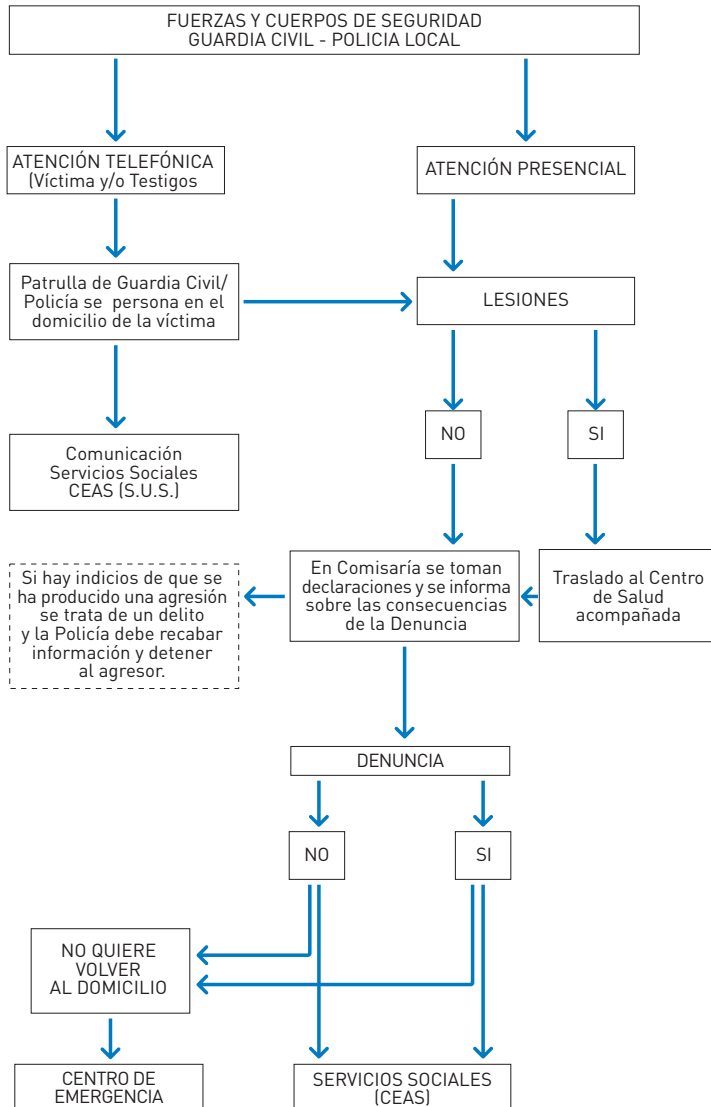 FUERZAS Y CUERPOS DE SEGURIDAD
GUARDIA CIVIL - POLICIA LOCAL
ATENCIÓN TELEFÓNICA
(Víctima y/o Testigos
ATENCIÓN PRESENCIAL
Patrulla de Guardia Civil/
Policía se persona en el
domicilio de la víctima
LESIONES
NO
SI
Comunicación
Servicios Sociales
CEAS (S.U.S.)
Si hay indicios de que se
ha producido una agresión
se trata de un delito
y la Policía debe recabar
información y detener
al agresor.
En Comisaría se toman
declaraciones y se informa
sobre las consecuencias
de la Denuncia
Traslado al Centro
de Salud
acompañada
DENUNCIA
NO
SI
NO QUIERE
VOLVER
AL DOMICILIO
CENTRO DE
EMERGENCIA
SERVICIOS SOCIALES
(CEAS)